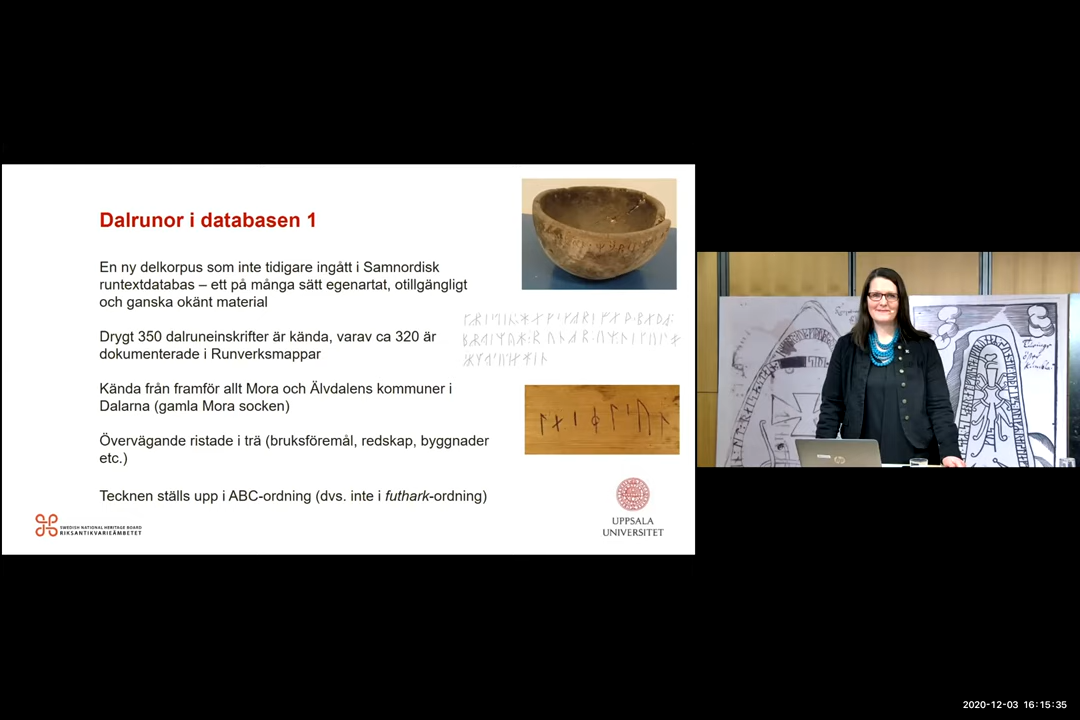 Dalrunor i databasen 1
En ny delkorpus som inte tidigare ingått i Samnordisk
runtextdatabas – ett på många sätt egenartat, otillgängligt
och ganska okänt material
Drygt 350 dalruneinskrifter är kända, varav ca 320 är
dokumenterade i Runverksmappar
Kända från framför allt Mora och Älvdalens kommuner i
Dalarna (gamla Mora socken)
Övervägande ristade i trä (bruksföremål, redskap, byggnader
etc.)
Tecknen ställs upp i ABC-ordning (dvs. inte i futhark-ordning)
SWEDISH NATIONAL HERITAGE BOARD
RIKSANTIKVARIEÄMBETET
UPPSALA
UNIVERSITET
hp
2020-12-03 16:15:35